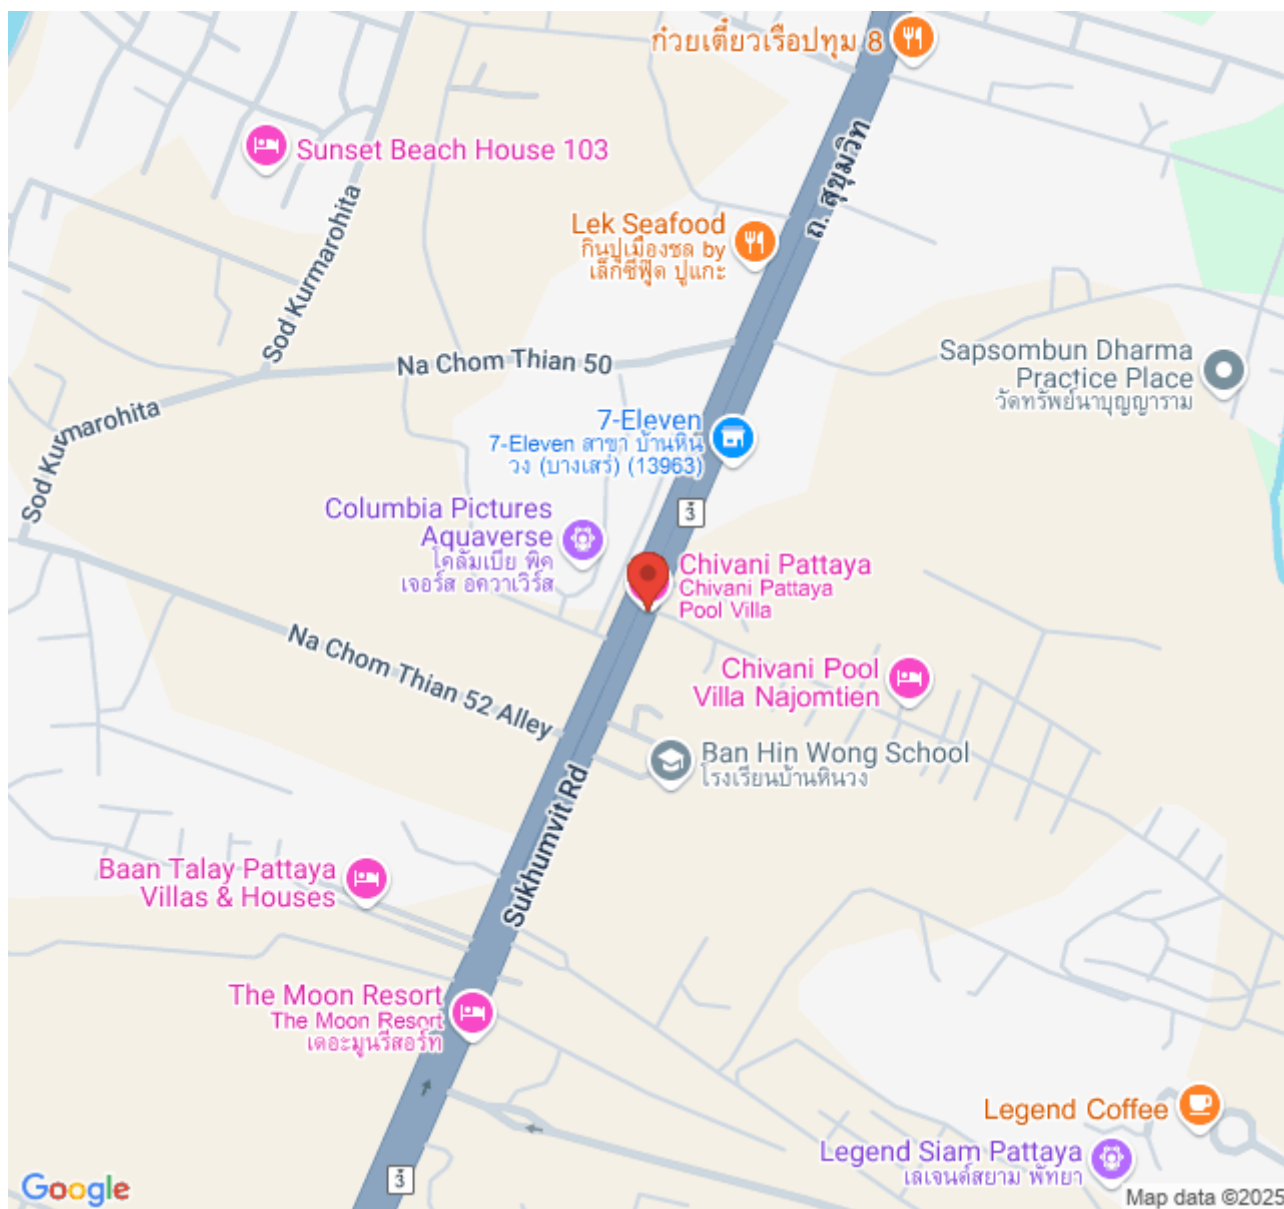 ก๋วยเตี๋ยวเรือปทุม 8
Sunset Beach House 103
ถ. สุขุมวิท
Sod Kurmarohita
Lek Seafood
กินปูเมืองชล by
เล็กซีฟู๊ด ปูแกะ
Na Chom Thian 50
Sapsombun Dharma
Practice Place
วัดทรัพย์นาบุญญาราม
Sod Kurmarohita
7-Eleven
7-Eleven สาขา บ้านหิน
วง (บางเสร่) (13963)
3
Columbia Pictures
Aquaverse
โคลัมเบีย พิค
เจอร์ส อควาเวิร์ส
Chivani Pattaya
Chivani Pattaya
Pool Villa
Na Chom Thian 52 Alley
Chivani Pool
Villa Najomtien
Ban Hin Wong School
โรงเรียนบ้านหินวง
Sukhumvit Rd
Baan Talay Pattaya
Villas & Houses
The Moon Resort
The Moon Resort
เดอะมูนรีสอร์ท
Legend Coffee
Legend Siam Pattaya
เลเจนด์สยาม พัทยา
3
Google
Map data ©2025